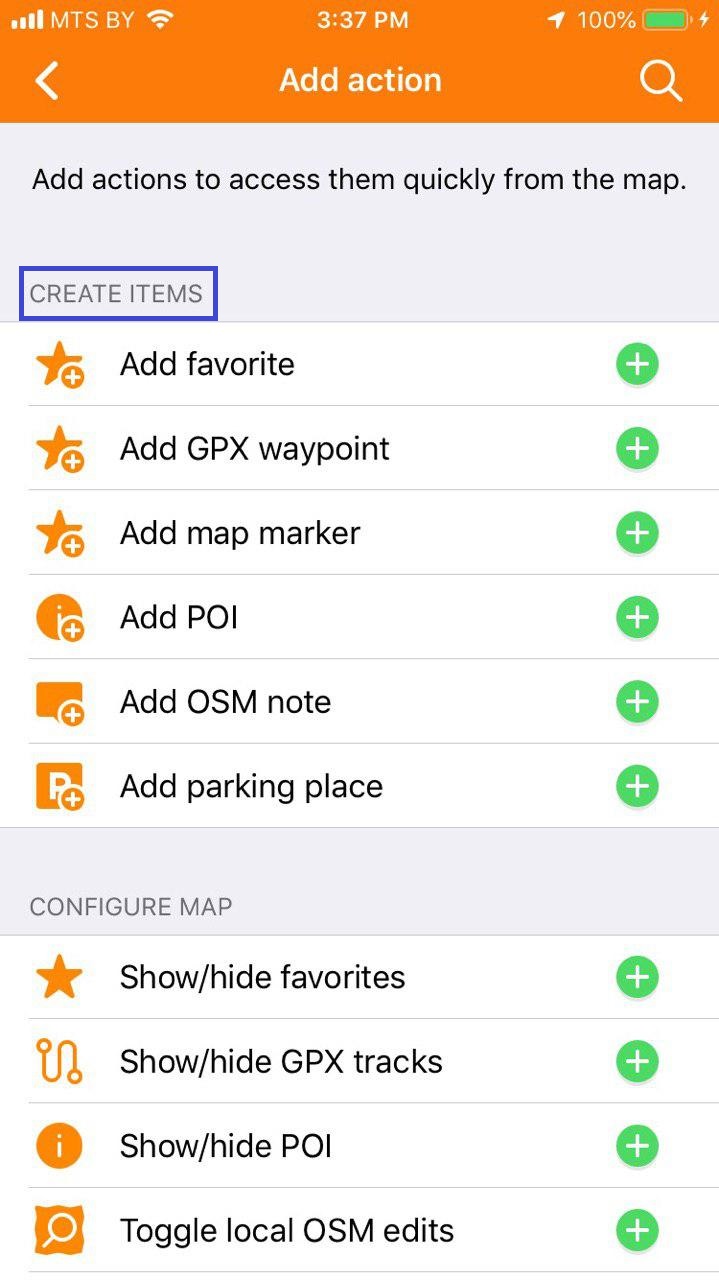 MTS BY 3:37 PM 100%
Add action
Add actions to access them quickly from the map.
CREATE ITEMS
Add favorite
Add GPX waypoint
Add map marker
Add POI
Add OSM note
P Add parking place
CONFIGURE MAP
Show/hide favorites
Show/hide GPX tracks
i Show/hide POI
Toggle local OSM edits